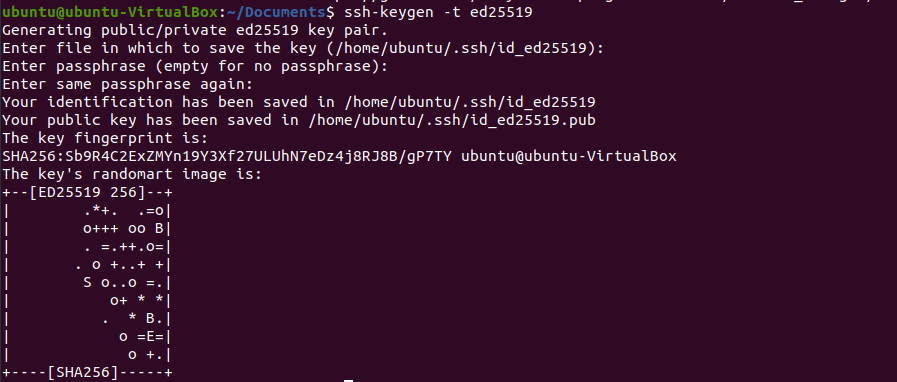 ubuntu@ubuntu-VirtualBox:~/Documents$ ssh-keygen -t ed25519
Generating public/private ed25519 key pair.
Enter file in which to save the key (/home/ubuntu/.ssh/id_ed25519):
Enter passphrase (empty for no passphrase):
Enter same passphrase again:
Your identification has been saved in /home/ubuntu/.ssh/id_ed25519
Your public key has been saved in /home/ubuntu/.ssh/id_ed25519.pub
The key fingerprint is:
SHA256:Sb9R4C2ExZMYn19Y3Xf27ULUhN7eDz4j8RJ8B/gP7TY ubuntu@ubuntu-VirtualBox
The key's randomart image is:
+--[ED25519 256]--+
|        .*+.  .=o|
|        o+++ oo B|
|        . =.++.o=|
|       . o +..+ +|
|        S o..o =.|
|           o+ * *|
|          .  * B.|
|            o =E=|
|             o +.|
+----[SHA256]-----+